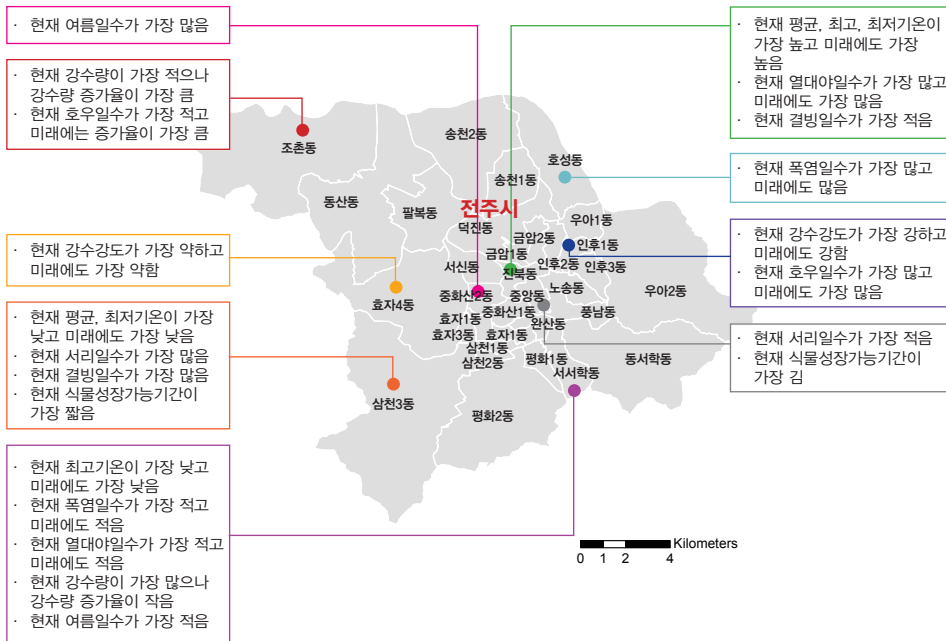 · 현재 여름일수가 가장 많음
· 현재 강수량이 가장 적으나
강수량 증가율이 가장 큼
· 현재 호우일수가 가장 적고
미래에는 증가율이 가장 큼
· 현재 강수강도가 가장 약하고
미래에도 가장 약함
· 현재 평균, 최저기온이 가장
낮고 미래에도 가장 낮음
· 현재 서리일수가 가장 많음
· 현재 결빙일수가 가장 많음
· 현재 식물성장가능기간이
가장 짧음
· 현재 최고기온이 가장 낮고
미래에도 가장 낮음
· 현재 폭염일수가 가장 적고
미래에도 적음
· 현재 열대야일수가 가장 적고
미래에도 적음
· 현재 강수량이 가장 많으나
강수량 증가율이 작음
· 현재 여름일수가 가장 적음
송천2동
조촌동
호성동
송천1동
동산동
팔복동
전주시
덕진동
우아1동
금암2동
인후1동
금암1동
서신동
진북동
인후2동
인후3동
노송동
우아2동
중화산2동
중앙동
효자4동
중화산1동
풍남동
효자1동
완산동
효자3동
효자1동
삼천1동
삼천2동
평화1동
동서학동
서서학동
삼천3동
평화2동
Kilometers
0 1 2 4
· 현재 평균, 최고, 최저기온이
가장 높고 미래에도 가장
높음
· 현재 열대야일수가 가장 많고
미래에도 가장 많음
· 현재 결빙일수가 가장 적음
· 현재 폭염일수가 가장 많고
미래에도 많음
· 현재 강수강도가 가장 강하고
미래에도 강함
· 현재 호우일수가 가장 많고
미래에도 가장 많음
· 현재 서리일수가 가장 적음
· 현재 식물성장가능기간이
가장 김